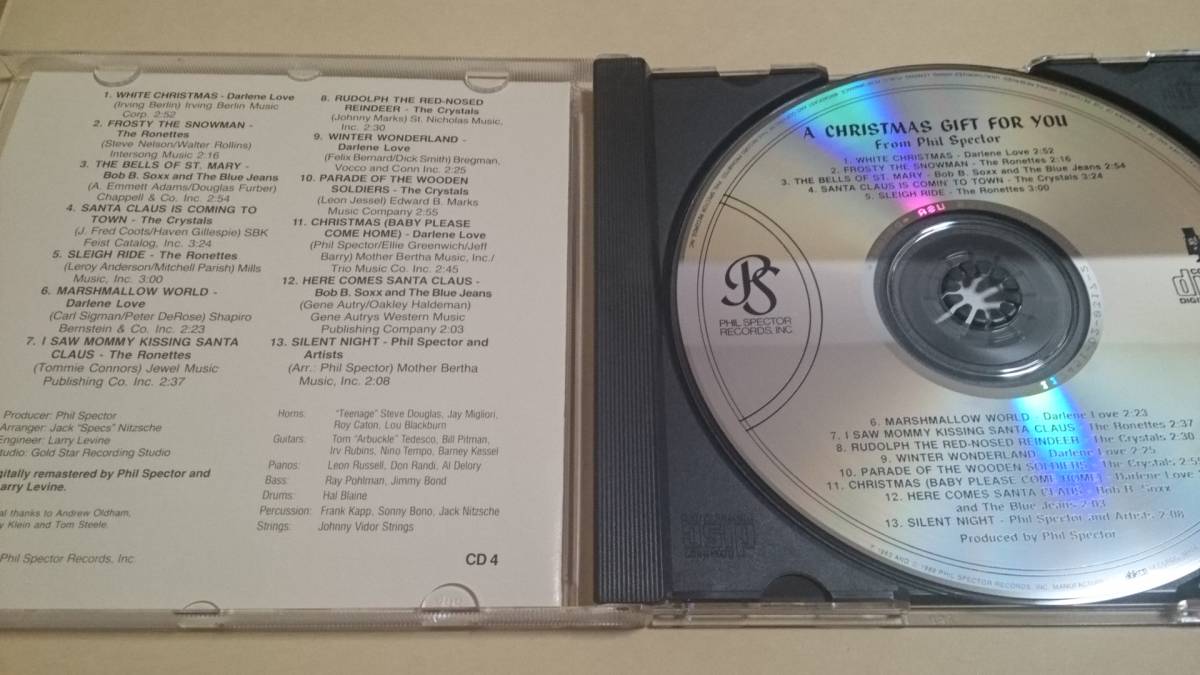 1. WHITE CHRISTMAS - Darlene Love
(Irving Berlin) Irving Berlin Music
Corp. 2:52
2. FROSTY THE SNOWMAN -
The Ronettes
(Steve Nelson/Walter Rollins)
Intersong Music 2:16
3. THE BELLS OF ST. MARY -
Bob B. Soxx and The Blue Jeans
(A. Emmett Adams/Douglas Furber)
Chappell & Co. Inc. 2:54
4. SANTA CLAUS IS COMING TO
TOWN - The Crystals
(J. Fred Coots/Haven Gillespie) SBK
Feist Catalog, Inc. 3:24
5. SLEIGH RIDE - The Ronettes
(Leroy Anderson/Mitchell Parish) Mills
Music, Inc. 3:00
6. MARSHMALLOW WORLD -
Darlene Love
(Carl Sigman/Peter DeRose) Shapiro
Bernstein & Co. Inc. 2:23
7. I SAW MOMMY KISSING SANTA
CLAUS - The Ronettes
(Tommie Connors) Jewel Music
Publishing Co. Inc. 2:37
8. RUDOLPH THE RED-NOSED
REINDEER - The Crystals
(Johnny Marks) St. Nicholas Music,
Inc. 2:30
9. WINTER WONDERLAND -
Darlene Love
(Felix Bernard/Dick Smith) Bregman,
Vocco and Conn Inc. 2:25
10. PARADE OF THE WOODEN
SOLDIERS - The Crystals
(Leon Jessel) Edward B. Marks
Music Company 2:55
11. CHRISTMAS (BABY PLEASE
COME HOME) - Darlene Love
(Phil Spector/Ellie Greenwich/Jeff
Barry) Mother Bertha Music, Inc./
Trio Music Co. Inc. 2:45
12. HERE COMES SANTA CLAUS -
Bob B. Soxx and The Blue Jeans
(Gene Autry/Oakley Haldeman)
Gene Autrys Western Music
Publishing Company 2:03
13. SILENT NIGHT - Phil Spector and
Artists
(Arr.: Phil Spector) Mother Bertha
Music, Inc. 2:08
Producer: Phil Spector
Arranger: Jack "Specs" Nitzsche
Engineer: Larry Levine
tudio: Gold Star Recording Studio
gitally remastered by Phil Spector and
arry Levine.
al thanks to Andrew Oldham,
y Klein and Tom Steele.
Phil Spector Records, Inc
Horns: "Teenage" Steve Douglas, Jay Migliori,
Roy Caton, Lou Blackburn
Guitars: Tom "Arbuckle" Tedesco, Bill Pitman,
Irv Rubins, Nino Tempo, Barney Kessel
Pianos: Leon Russell, Don Randi, Al Delory
Bass: Ray Pohlman, Jimmy Bond
Drums: Hal Blaine
Percussion: Frank Kapp, Sonny Bono, Jack Nitzsche
Strings: Johnny Vidor Strings
CD 4
A CHRISTMAS GIFT FOR YOU
From Phil Spector
1. WHITE CHRISTMAS - Darlene Love 2:52
2. FROSTY THE SNOWMAN - The Ronettes 2:16
3. THE BELLS OF ST. MARY - Bob B. Soxx and The Blue Jeans 2:54
4. SANTA CLAUS IS COMIN' TO TOWN - The Crystals 3:24
5. SLEIGH RIDE - The Ronettes 3:00
USA
PS
PHIL SPECTOR
RECORDS, INC
6. MARSHMALLOW WORLD - Darlene Love 2:23
7. I SAW MOMMY KISSING SANTA CLAUS - The Ronettes 2:37
8. RUDOLPH THE RED-NOSED REINDEER - The Crystals 2:30
9. WINTER WONDERLAND - Darlene Love 2:25
10. PARADE OF THE WOODEN SOLDIERS - The Crystals 2:55
11. CHRISTMAS (BABY PLEASE COME HOME) - Darlene Love
12. HERE COMES SANTA CLAUS - Bob B. Soxx
and The Blue Jeans 2:03
13. SILENT NIGHT - Phil Spector and Artists 2:08
Produced by Phil Spector